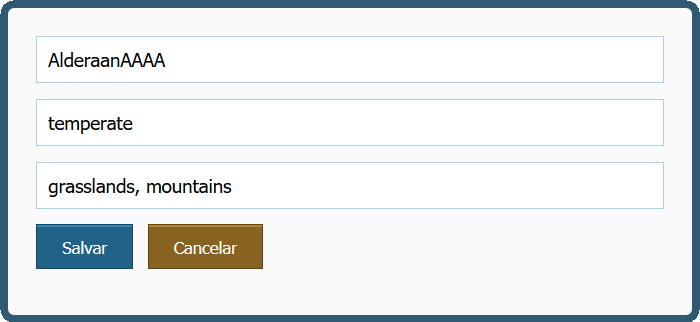 AlderaanAAAA
temperate
grasslands, mountains
Salvar Cancelar